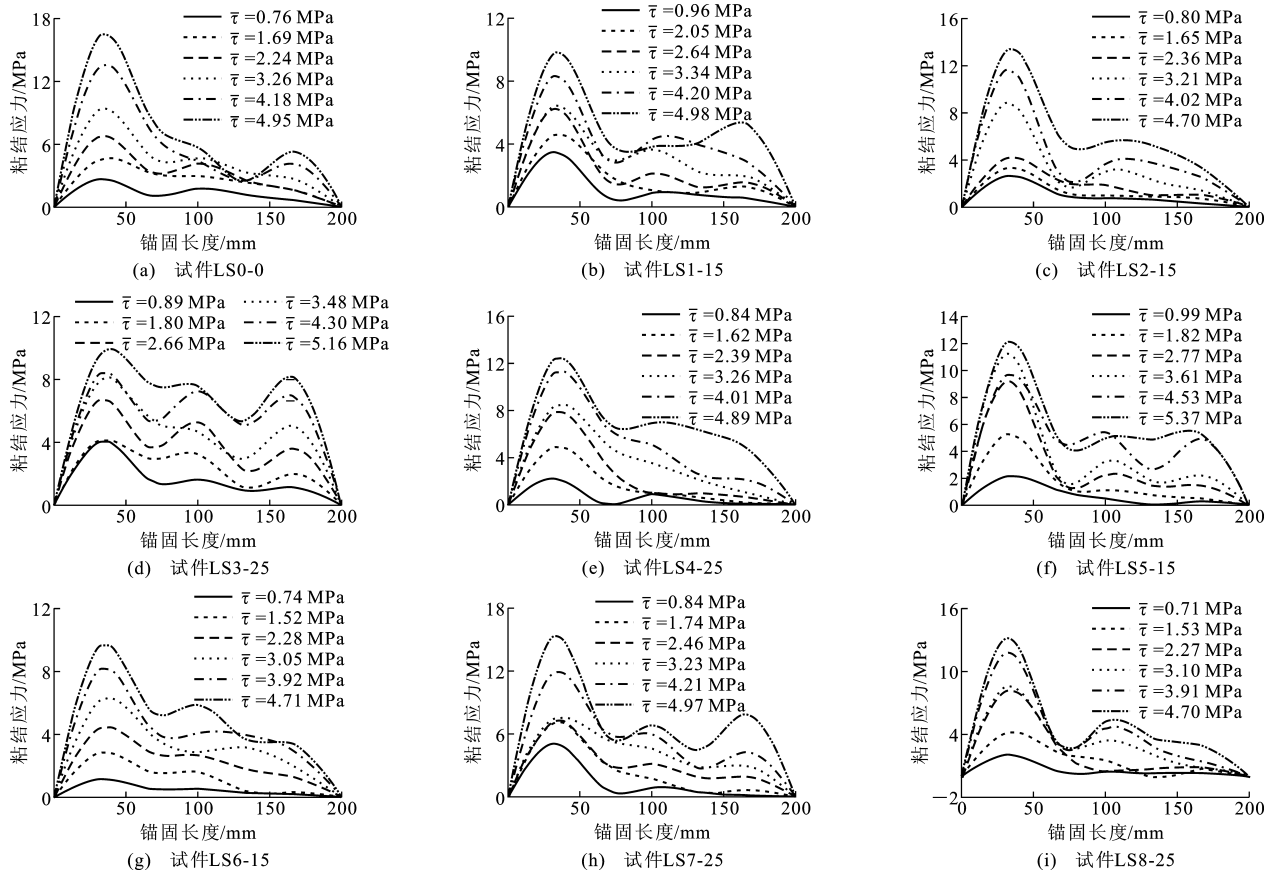 18
12
6
0
粘结应力/MPa
τ̄ =0.76 MPa
τ̄ =1.69 MPa
τ̄ =2.24 MPa
τ̄ =3.26 MPa
τ̄ =4.18 MPa
τ̄ =4.95 MPa
50 100 150 200
锚固长度/mm
(a) 试件LS0-0
12
8
4
0
粘结应力/MPa
τ̄ =0.96 MPa
τ̄ =2.05 MPa
τ̄ =2.64 MPa
τ̄ =3.34 MPa
τ̄ =4.20 MPa
τ̄ =4.98 MPa
50 100 150 200
锚固长度/mm
(b) 试件LS1-15
16
12
8
4
0
粘结应力/MPa
τ̄ =0.80 MPa
τ̄ =1.65 MPa
τ̄ =2.36 MPa
τ̄ =3.21 MPa
τ̄ =4.02 MPa
τ̄ =4.70 MPa
50 100 150 200
锚固长度/mm
(c) 试件LS2-15
12
8
4
0
粘结应力/MPa
τ̄ =0.89 MPa τ̄ =3.48 MPa
τ̄ =1.80 MPa τ̄ =4.30 MPa
τ̄ =2.66 MPa τ̄ =5.16 MPa
50 100 150 200
锚固长度/mm
(d) 试件LS3-25
16
12
8
4
0
粘结应力/MPa
τ̄ =0.84 MPa
τ̄ =1.62 MPa
τ̄ =2.39 MPa
τ̄ =3.26 MPa
τ̄ =4.01 MPa
τ̄ =4.89 MPa
50 100 150 200
锚固长度/mm
(e) 试件LS4-25
14
12
10
8
6
4
2
0
粘结应力/MPa
τ̄ =0.99 MPa
τ̄ =1.82 MPa
τ̄ =2.77 MPa
τ̄ =3.61 MPa
τ̄ =4.53 MPa
τ̄ =5.37 MPa
50 100 150 200
锚固长度/mm
(f) 试件LS5-15
12
8
4
0
粘结应力/MPa
τ̄ =0.74 MPa
τ̄ =1.52 MPa
τ̄ =2.28 MPa
τ̄ =3.05 MPa
τ̄ =3.92 MPa
τ̄ =4.71 MPa
50 100 150 200
锚固长度/mm
(g) 试件LS6-15
18
12
6
0
粘结应力/MPa
τ̄ =0.84 MPa
τ̄ =1.74 MPa
τ̄ =2.46 MPa
τ̄ =3.23 MPa
τ̄ =4.21 MPa
τ̄ =4.97 MPa
50 100 150 200
锚固长度/mm
(h) 试件LS7-25
16
10
4
−2
粘结应力/MPa
τ̄ =0.71 MPa
τ̄ =1.53 MPa
τ̄ =2.27 MPa
τ̄ =3.10 MPa
τ̄ =3.91 MPa
τ̄ =4.70 MPa
0 50 100 150 200
锚固长度/mm
(i) 试件LS8-25